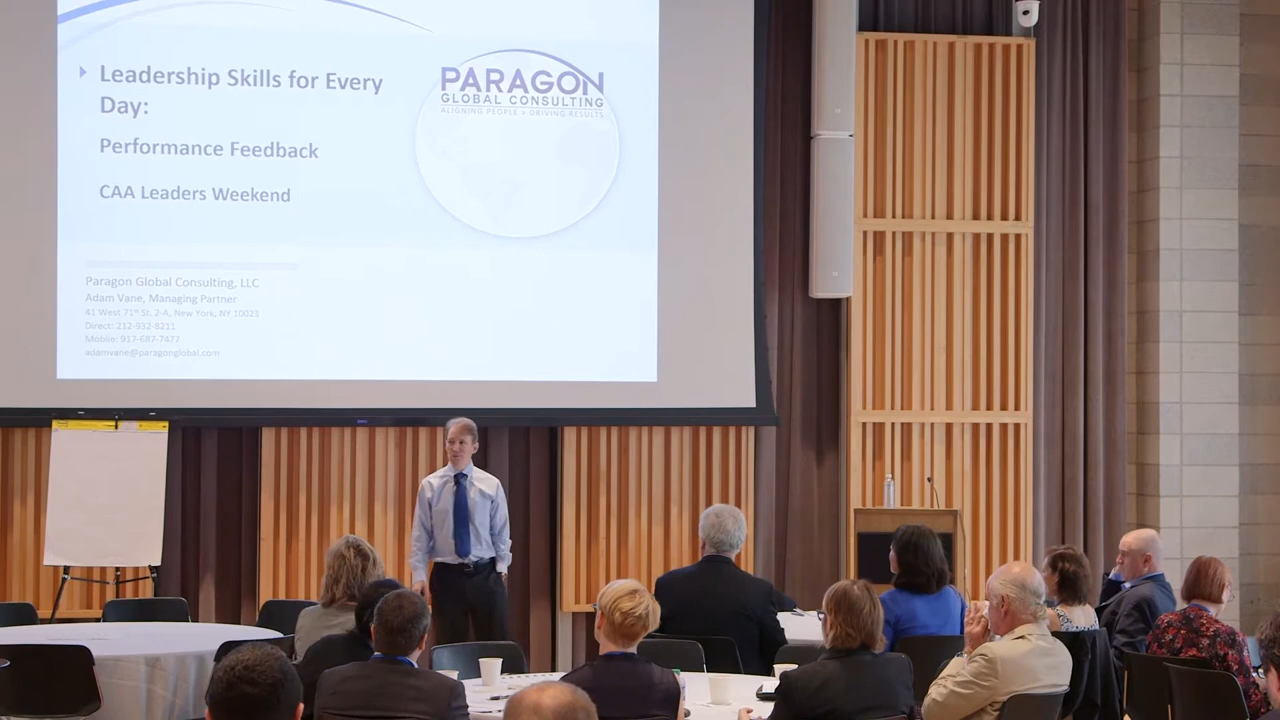 Leadership Skills for Every
Day:
Performance Feedback
CAA Leaders Weekend
PARAGON
GLOBAL CONSULTING
ALIGNING PEOPLE > DRIVING RESULTS
Paragon Global Consulting, LLC
Adam Vane, Managing Partner
41 West 71st St. 2-A, New York, NY 10023
Direct: 212-932-8211
Mobile: 917-687-7477
adamvane@paragonglobal.com